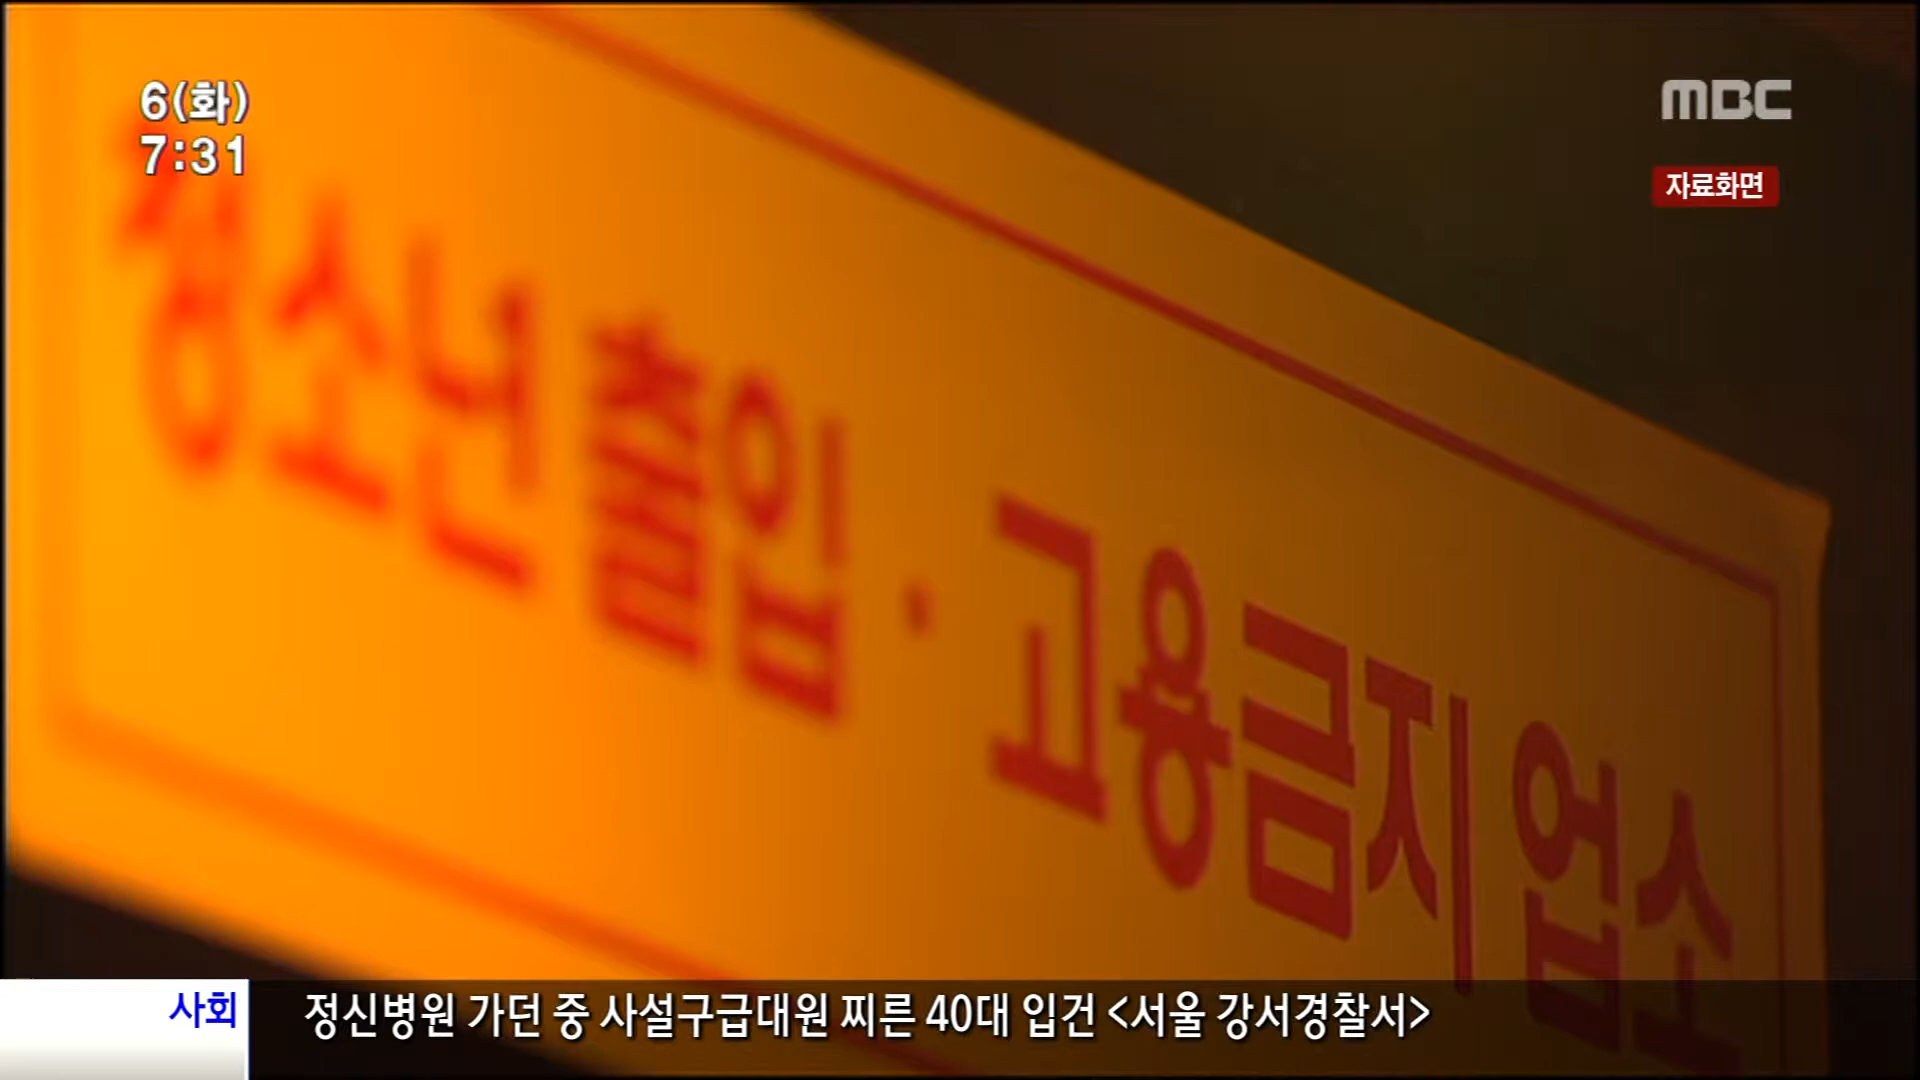 6(화)
7:31
MBC
자료화면
청소년 출입 · 고용금지 업소
사회
정신병원 가던 중 사설구급대원 찌른 40대 입건 <서울 강서경찰서>